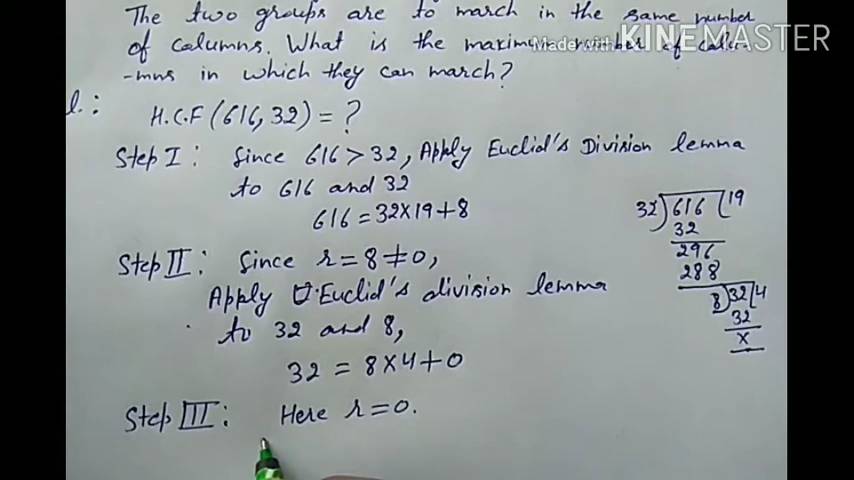 The two groups are to march in the same number
of columns. What is the maximum number of colu-
Made with KINEMASTER
-mns in which they can march?
l.:
H.C.F (616, 32) = ?
Step I : Since 616 > 32, Apply Euclid's Division lemma
to 616 and 32
616 = 32×19+8
Step II : Since r = 8 ≠ 0,
Apply Euclid's division lemma
to 32 and 8,
32 = 8×4+0
Step III : Here r = 0.
32) 616 (19
32
296
288
8) 32 (4
32
x